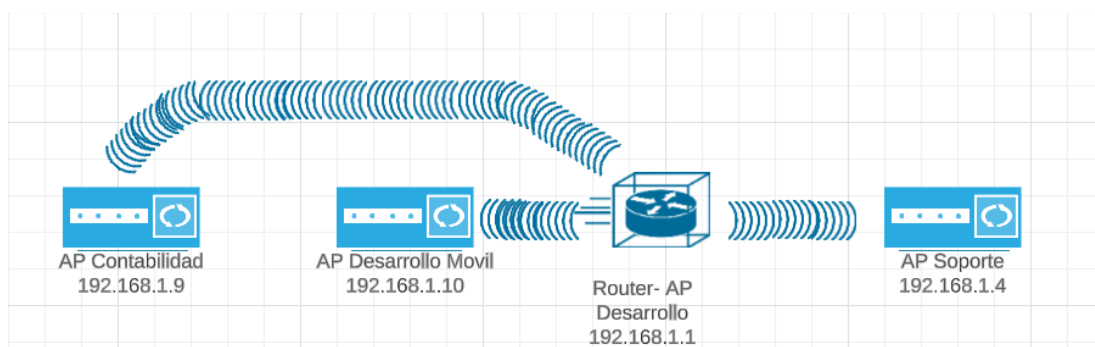 AP Contabilidad
192.168.1.9
AP Desarrollo Movil
192.168.1.10
Router- AP
Desarrollo
192.168.1.1
AP Soporte
192.168.1.4